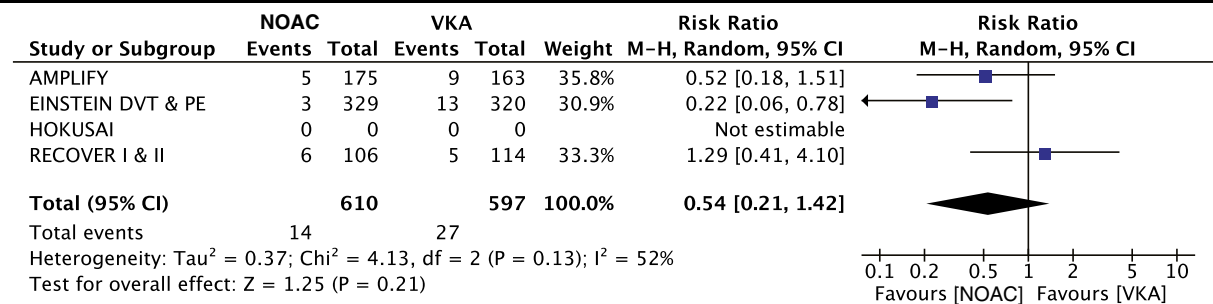 NOAC VKA Risk Ratio Risk Ratio
Study or Subgroup Events Total Events Total Weight M-H, Random, 95% CI M-H, Random, 95% CI
AMPLIFY 5 175 9 163 35.8% 0.52 [0.18, 1.51]
EINSTEIN DVT & PE 3 329 13 320 30.9% 0.22 [0.06, 0.78]
HOKUSAI 0 0 0 0 Not estimable
RECOVER I & II 6 106 5 114 33.3% 1.29 [0.41, 4.10]
Total (95% CI) 610 597 100.0% 0.54 [0.21, 1.42]
Total events 14 27
Heterogeneity: Tau² = 0.37; Chi² = 4.13, df = 2 (P = 0.13); I² = 52%
Test for overall effect: Z = 1.25 (P = 0.21)
0.1 0.2 0.5 1 2 5 10
Favours [NOAC] Favours [VKA]